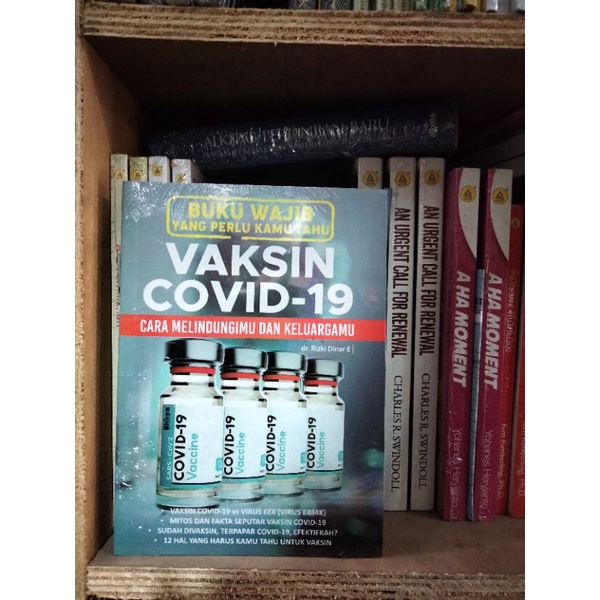 ALKITAB PERJANJIAN BARU
BUKU WAJIB
YANG PERLU KAMU TAHU
VAKSIN
COVID-19
CARA MELINDUNGIMU DAN KELUARGAMU
dr. Rizki Dinar E
COVID-19
Vaccine
COVID-19
Vaccine
COVID-19
Vaccine
COVID-19
Vaccine
VAKSIN COVID-19 vs VIRUS EEK (VIRUS E484K)
• MITOS DAN FAKTA SEPUTAR VAKSIN COVID-19
• SUDAH DIVAKSIN, TERPAPAR COVID-19, EFEKTIFKAH?
• 12 HAL YANG HARUS KAMU TAHU UNTUK VAKSIN
AN URGENT CALL FOR RENEWAL
CHARLES R. SWINDOLL
AN URGENT CALL FOR RENEWAL
CHARLES R. SWINDOLL
A HA MOMENT
A HA MOMENT